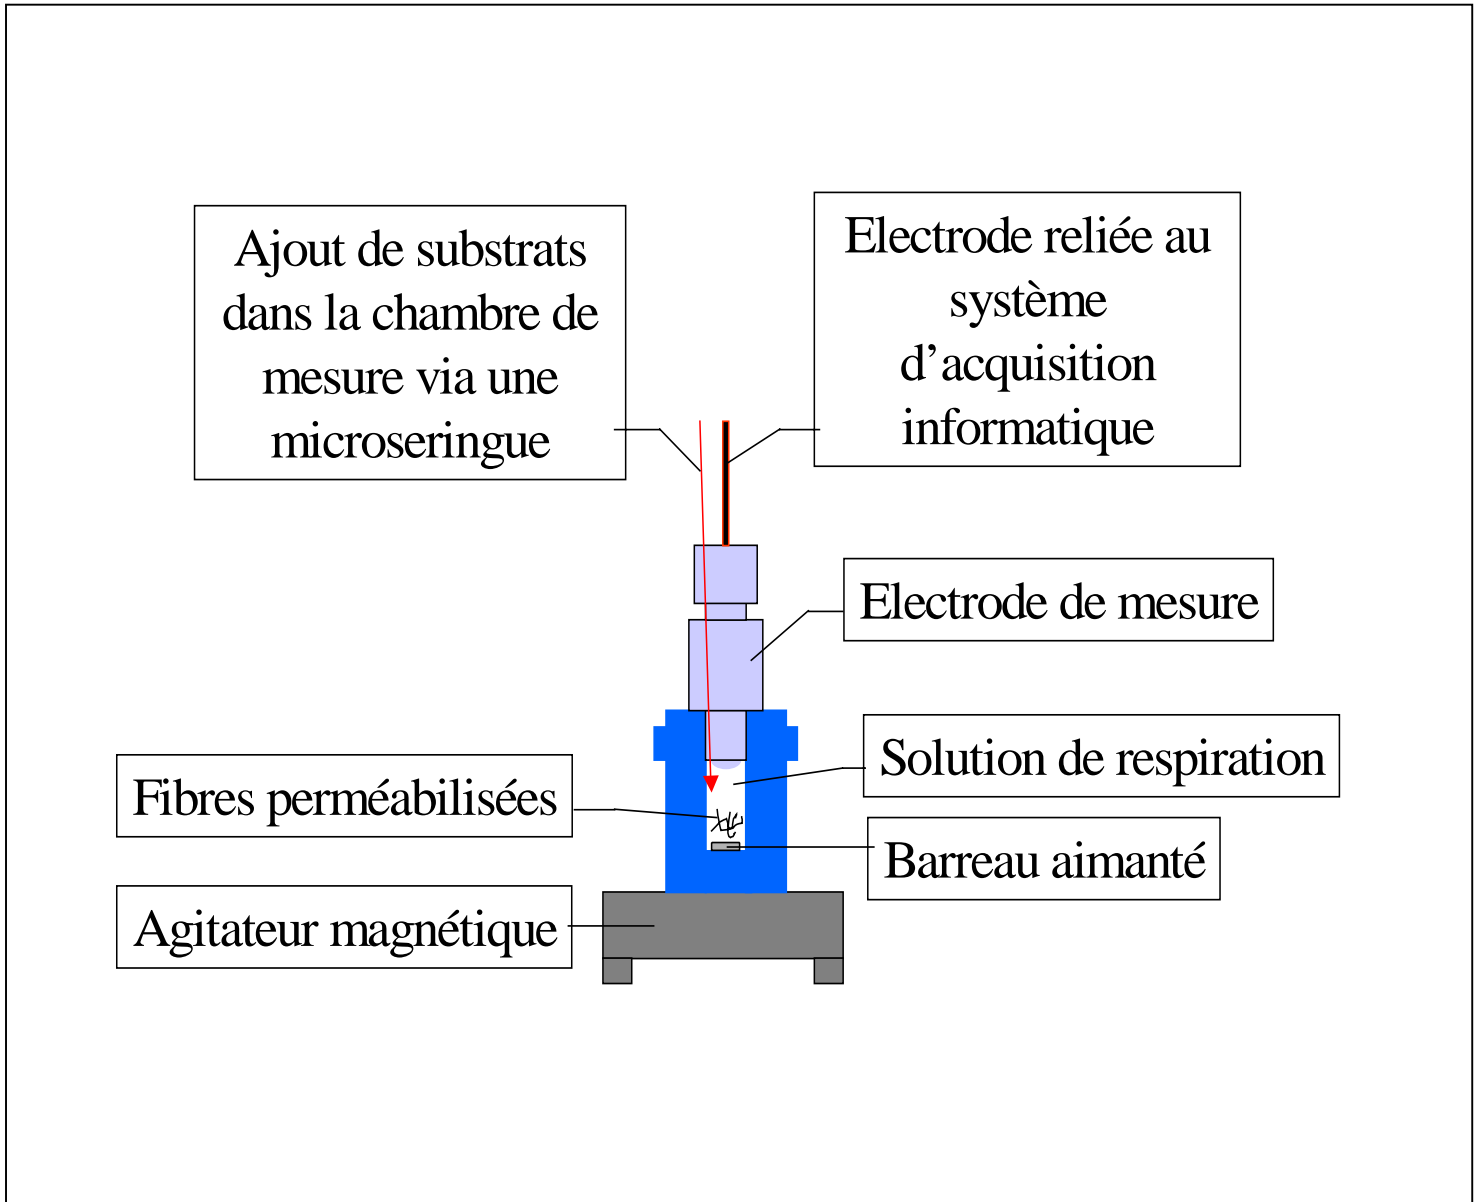 Ajout de substrats
dans la chambre de
mesure via une
microseringue
Electrode reliée au
système
d’acquisition
informatique
Electrode de mesure
Solution de respiration
Fibres perméabilisées
Barreau aimanté
Agitateur magnétique